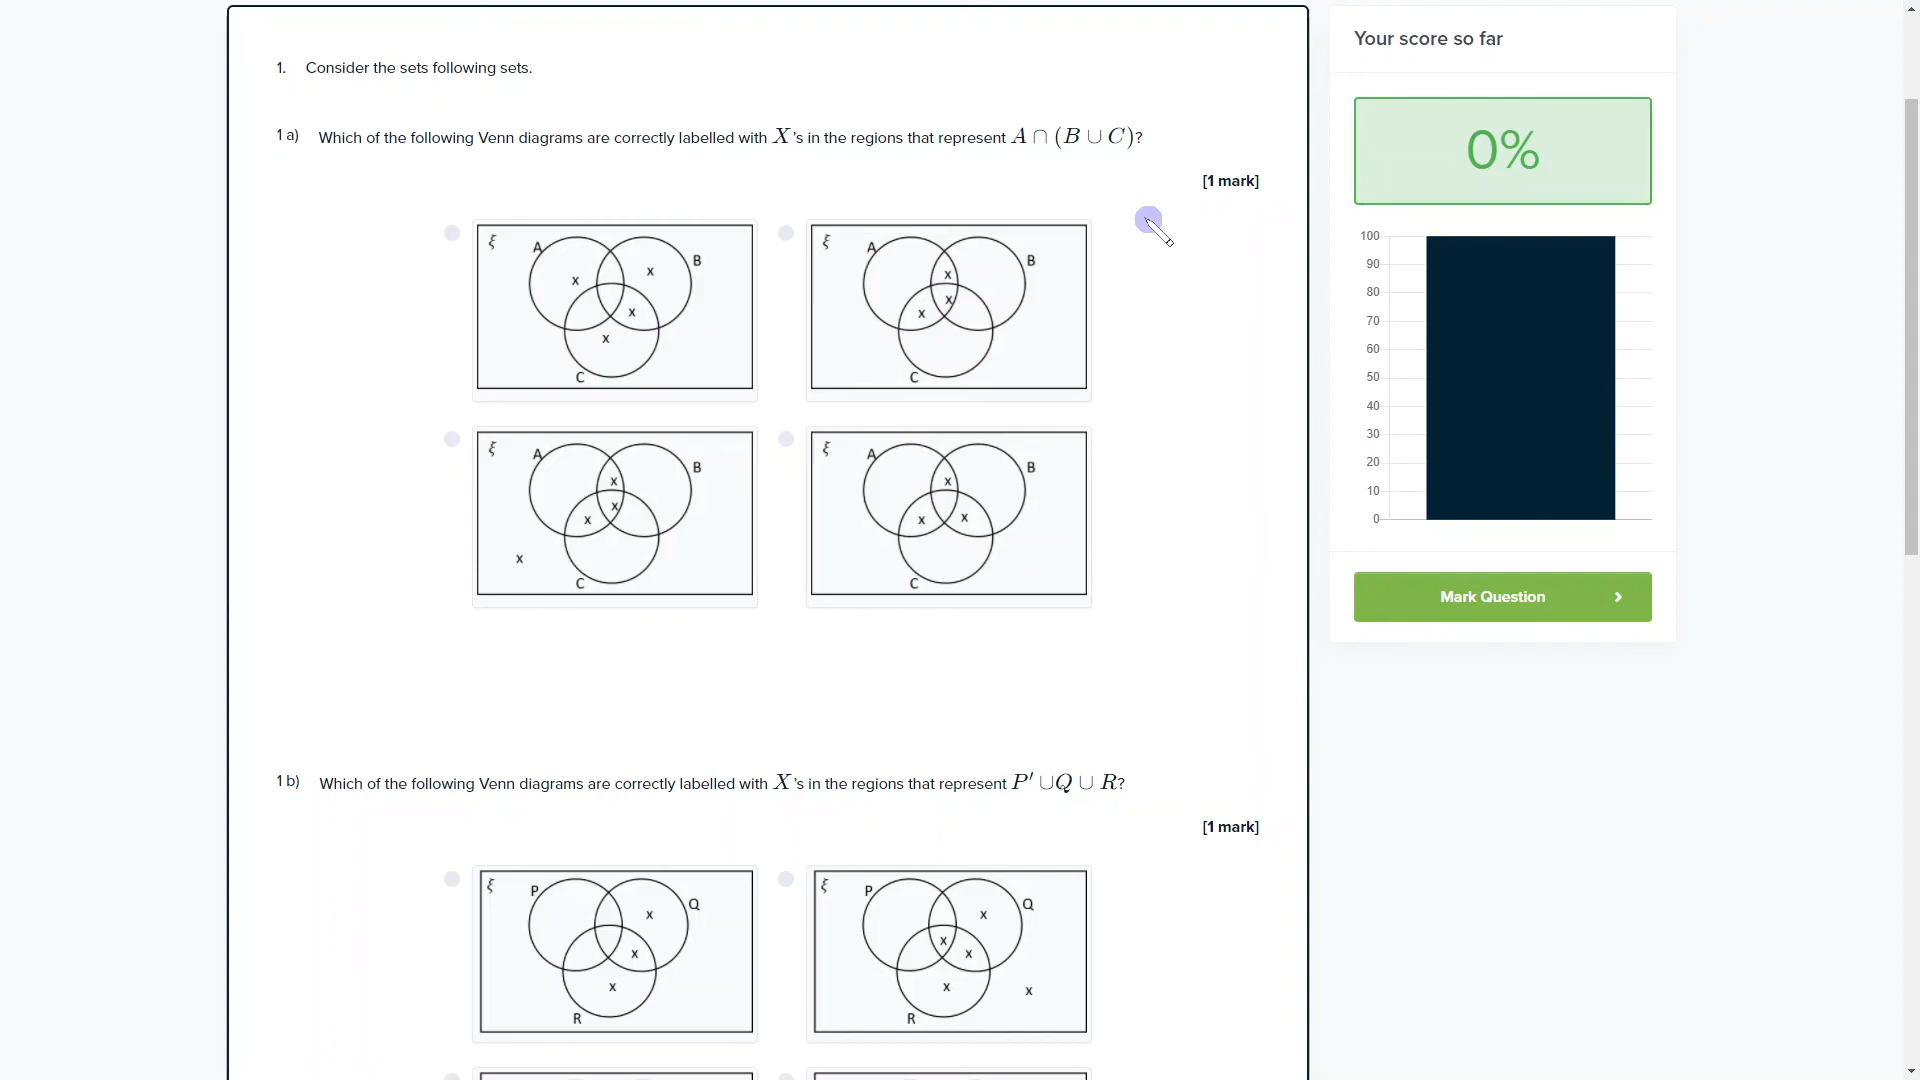 1. Consider the sets following sets.
1 a) Which of the following Venn diagrams are correctly labelled with X's in the regions that represent A ∩ (B ∪ C)?
[1 mark]
ξ A B C x x x x
ξ A B C x x x
ξ A B C x x x x
ξ A B C x x x
1 b) Which of the following Venn diagrams are correctly labelled with X's in the regions that represent P′ ∪Q ∪ R?
[1 mark]
ξ P Q R x x x
ξ P Q R x x x x x
Your score so far
0%
100
90
80
70
60
50
40
30
20
10
0
Mark Question